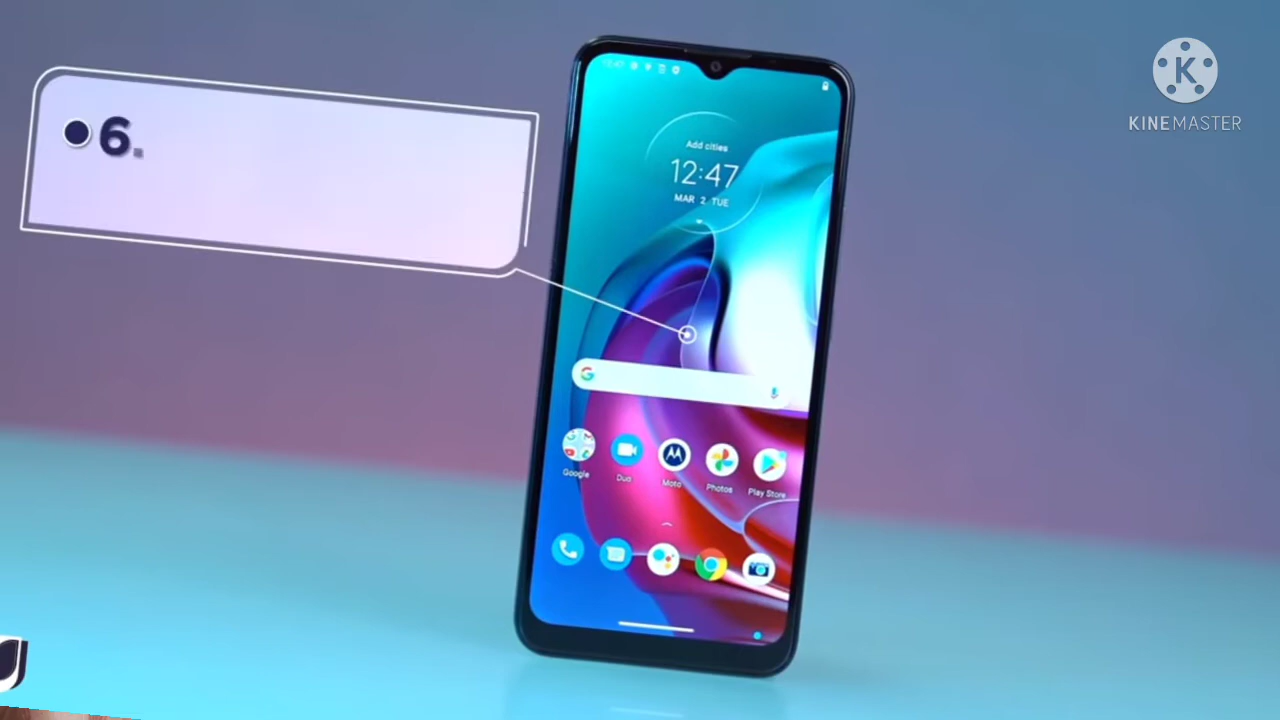 6.
KINEMASTER
Add cities
12:47
MAR 2 TUE
Google
Duo
Moto
Photos
Play Store